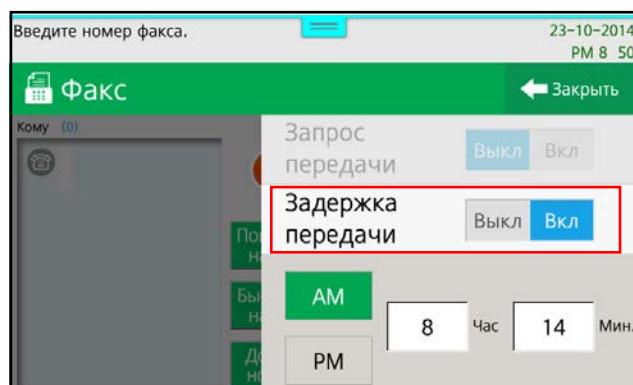 Введите номер факса.
23-10-2014
PM 8 50
Факс
Закрыть
Кому (0)
Запрос
передачи
Выкл Вкл
Задержка
передачи
Выкл Вкл
AM
8 Час 14 Мин.
PM